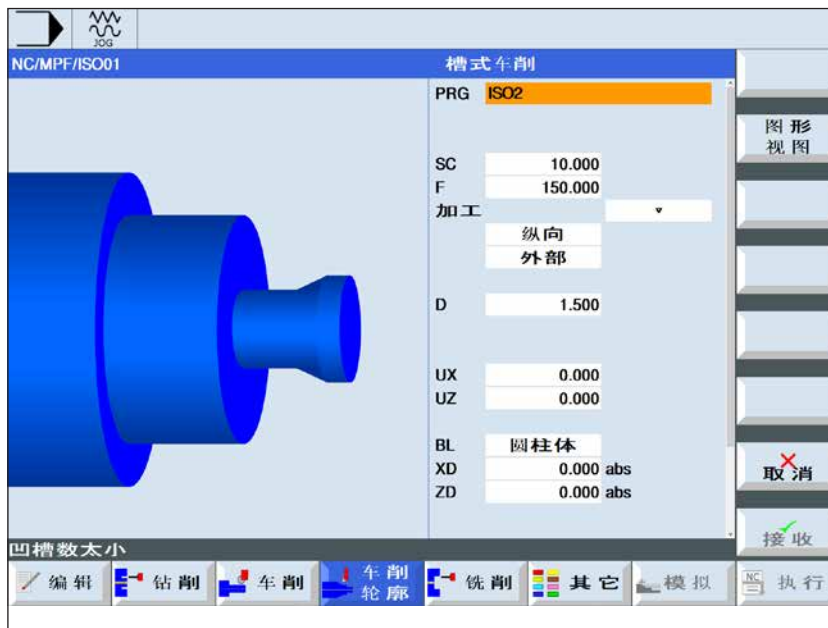 JOG
NC/MPF/ISO01
槽式车削
PRG ISO2
SC 10.000
F 150.000
加工 ▿
纵向
外部
D 1.500
UX 0.000
UZ 0.000
BL 圆柱体
XD 0.000 abs
ZD 0.000 abs
图形
视图
取消
接收
凹槽数太小
编辑
钻削
车削
车削
轮廓
铣削
其它
模拟
NC
执行